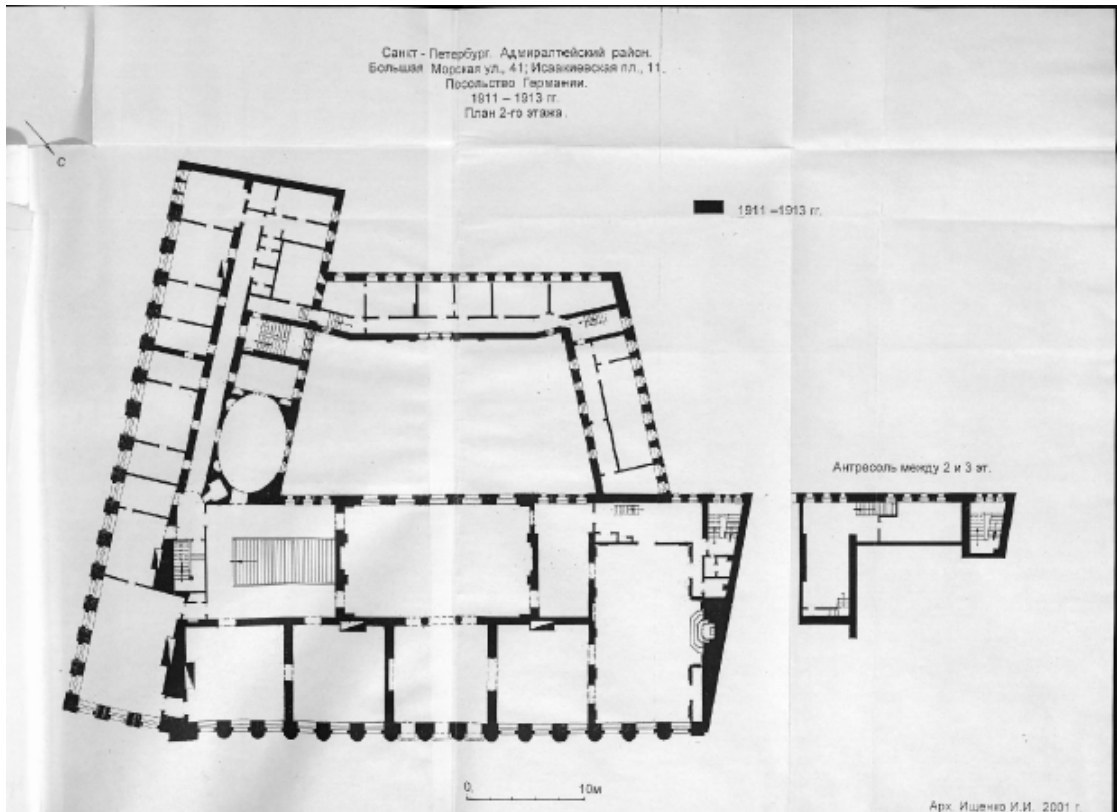 Санкт - Петербург. Адмиралтейский район.
Большая Морская ул., 41; Исаакиевская пл., 11.
Посольство Германии.
1911 – 1913 гг.
План 2-го этажа.
С
1911 –1913 гг.
Антресоль между 2 и 3 эт.
0, 10м
Арх. Ищенко И.И. 2001 г.